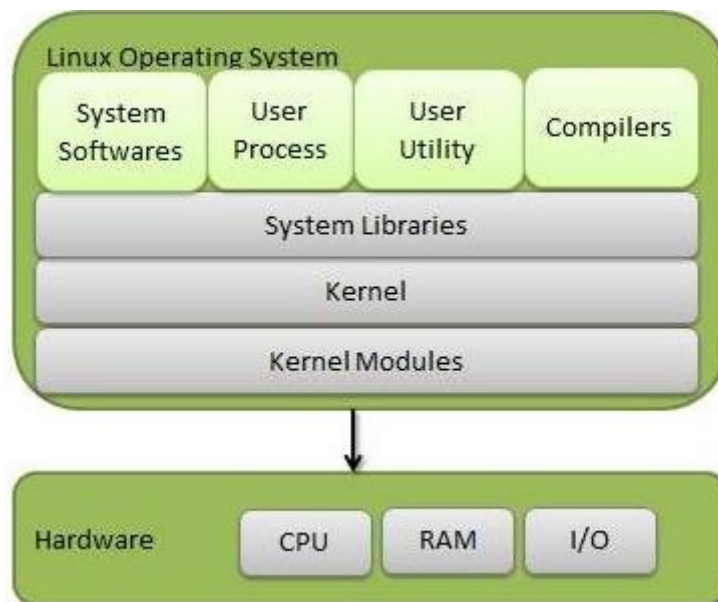 Linux Operating System
System
Softwares
User
Process
User
Utility
Compilers
System Libraries
Kernel
Kernel Modules
Hardware
CPU
RAM
I/O